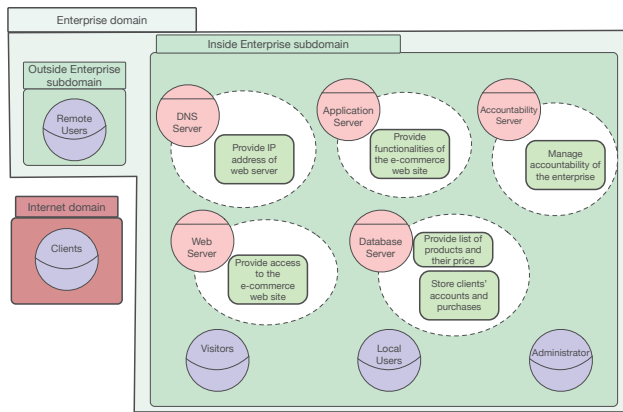 Enterprise domain
Inside Enterprise subdomain
Outside Enterprise
subdomain
Remote
Users
DNS
Server
Provide IP
address of
web server
Application
Server
Provide
functionalities of
the e-commerce
web site
Accountability
Server
Manage
accountability of
the enterprise
Internet domain
Clients
Web
Server
Provide access
to the
e-commerce
web site
Database
Server
Provide list of
products and
their price
Store clients'
accounts and
purchases
Visitors
Local
Users
Administrator